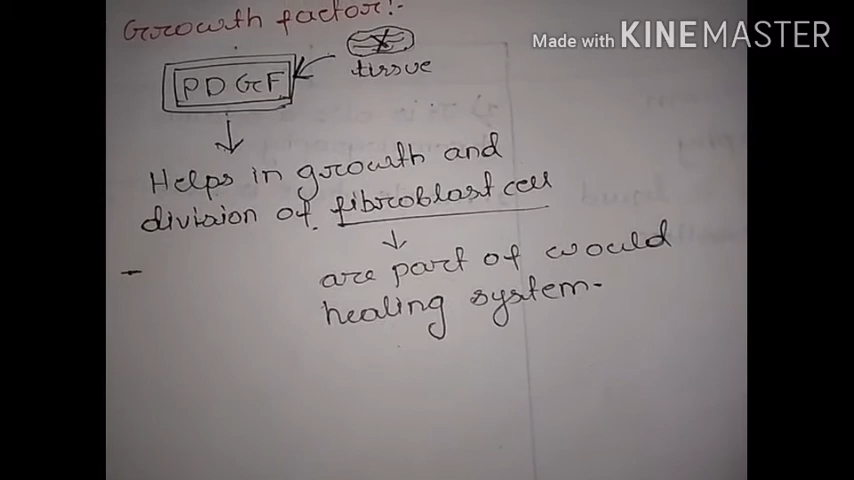 Growth factor:-
Made with KINEMASTER
tissue
PDGF
Helps in growth and
division of fibroblast cell
are part of would
healing system.